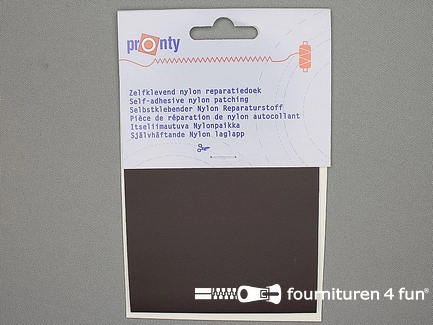 pronty
Zelfklevend nylon reparatiedoek
Self-adhesive nylon patching
Selbstklebender Nylon Reparaturstoff
Pièce de réparation de nylon autocollant
Itseliimautuva Nylonpaikka
Självhäftande Nylon laglapp
fournituren 4 fun®